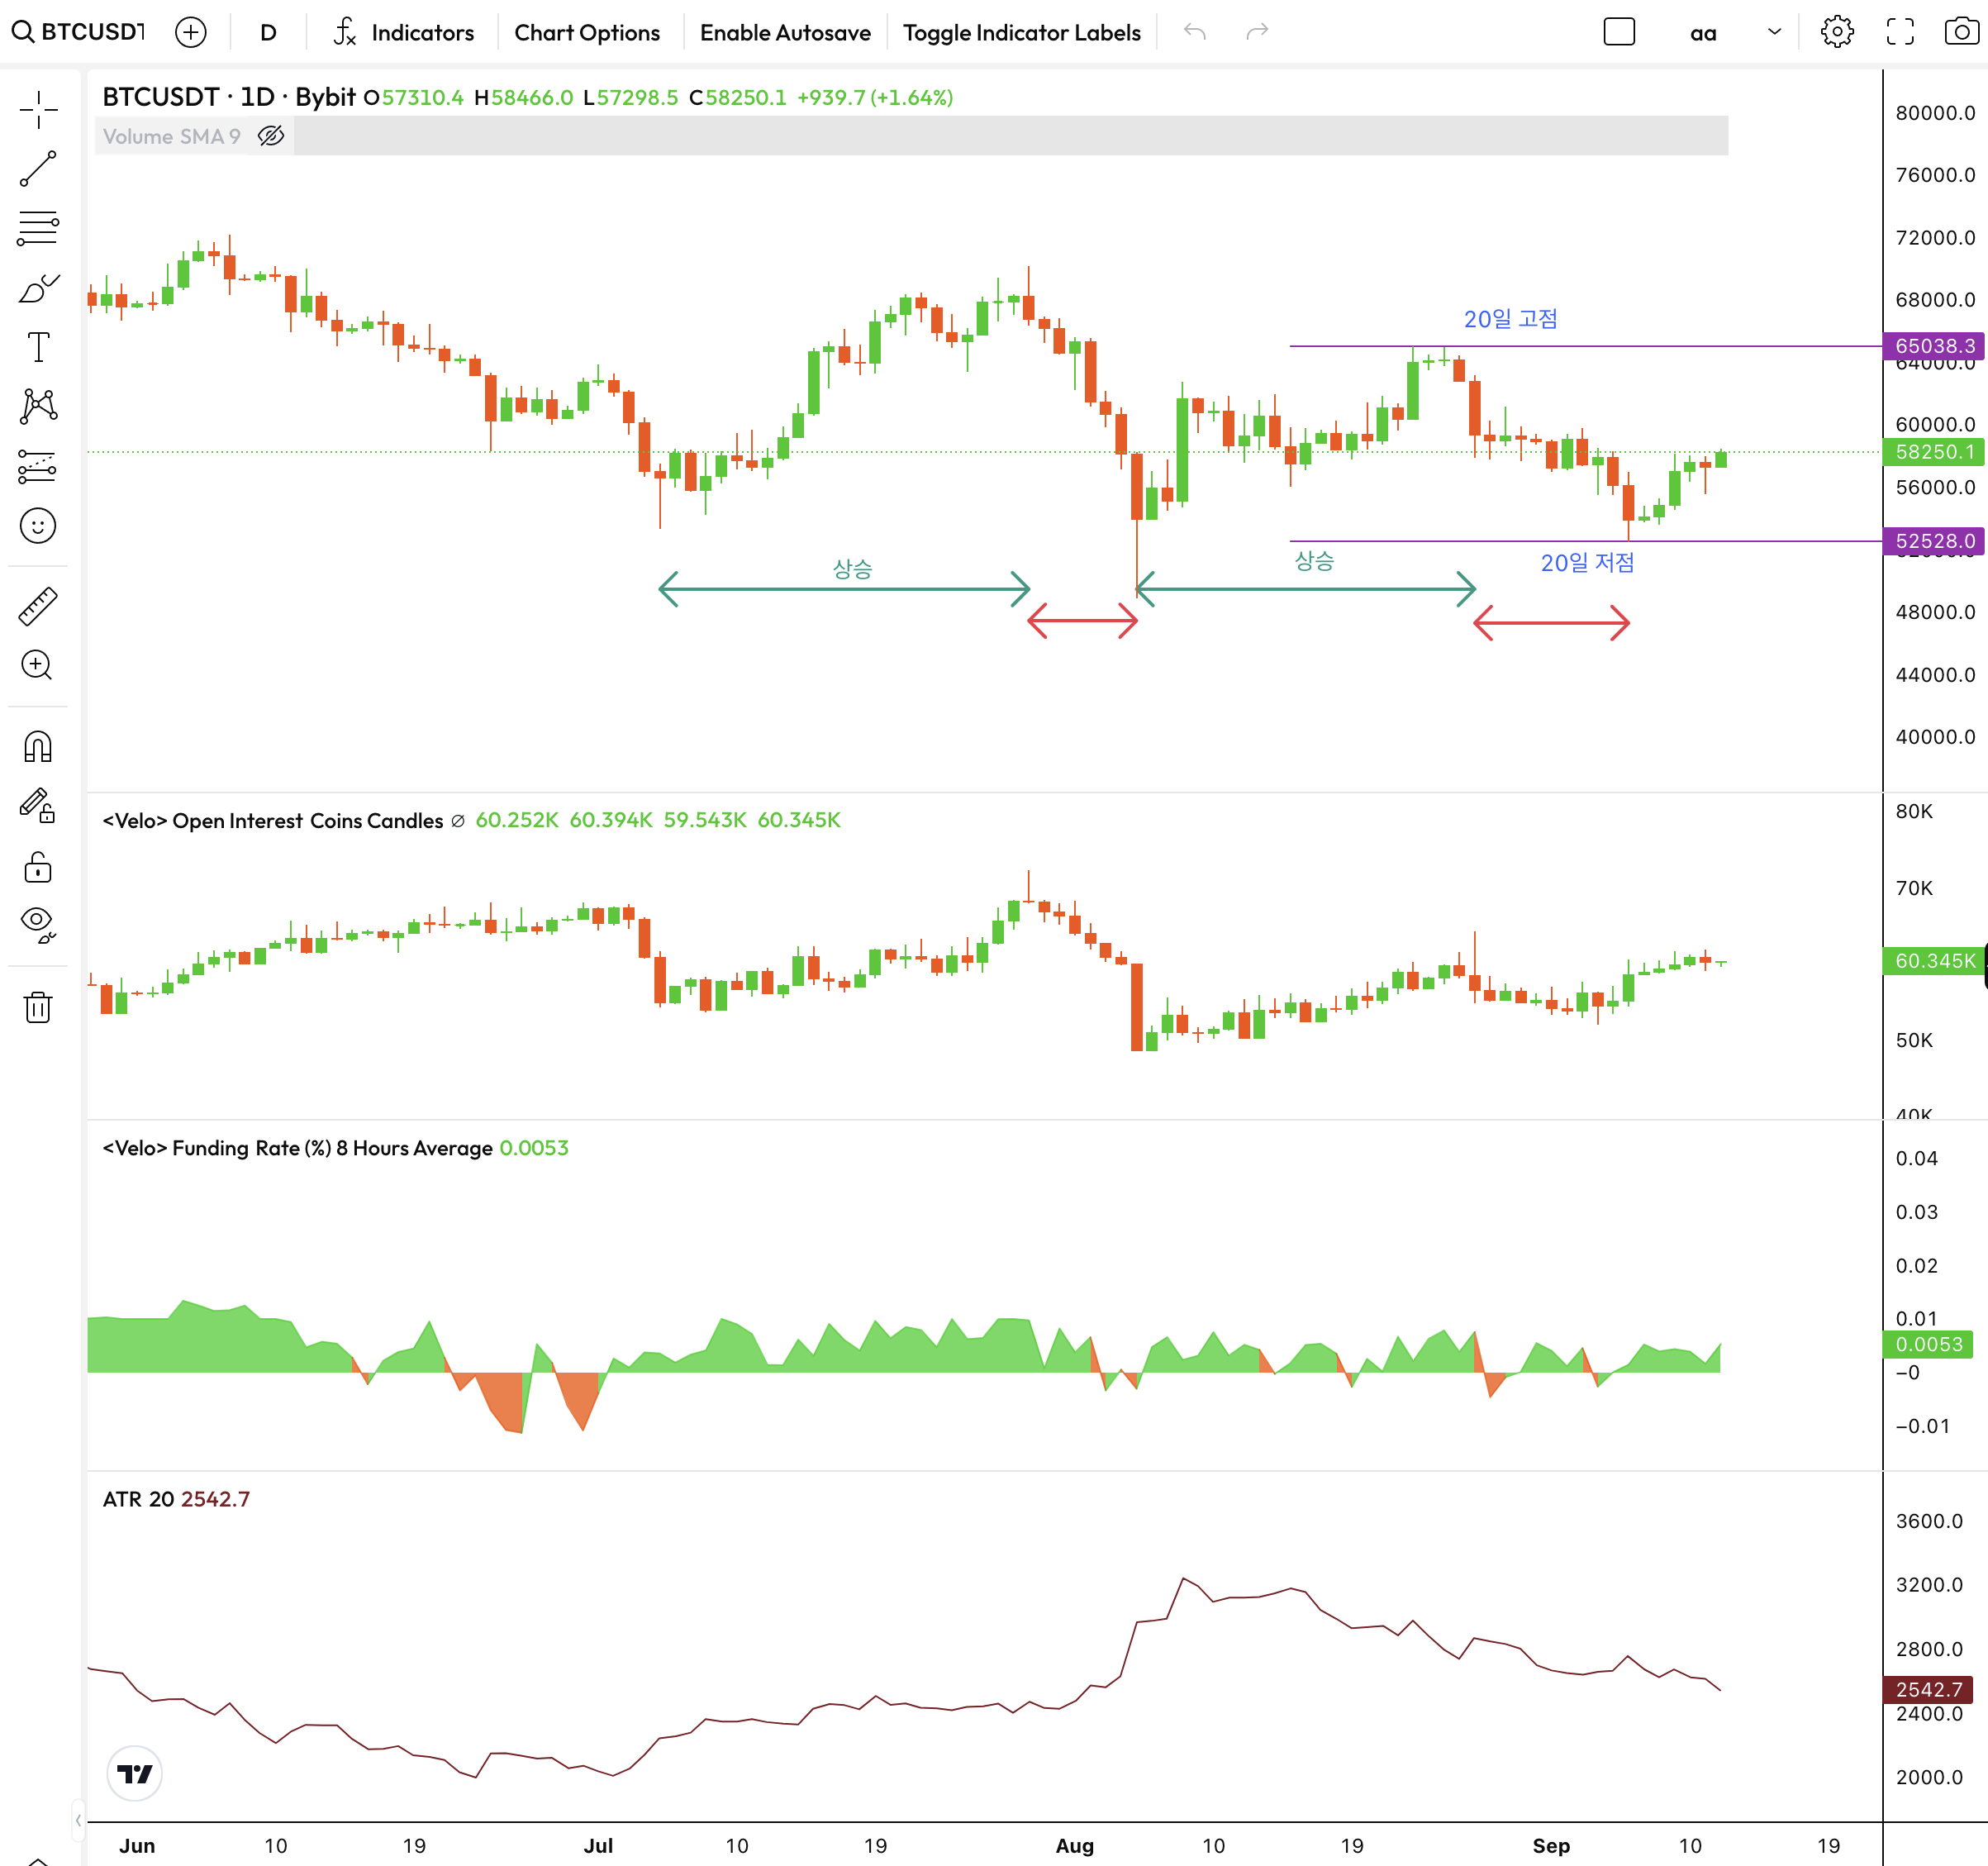 BTCUSDT D Indicators Chart Options Enable Autosave Toggle Indicator Labels aa
BTCUSDT · 1D · Bybit O57310.4 H58466.0 L57298.5 C58250.1 +939.7 (+1.64%)
Volume SMA 9
80000.0
76000.0
72000.0
68000.0
20일 고점
65038.3
64000.0
60000.0
58250.1
56000.0
52528.0
상승
상승
20일 저점
48000.0
44000.0
40000.0
<Velo> Open Interest Coins Candles ∅ 60.252K 60.394K 59.543K 60.345K
80K
70K
60.345K
50K
40K
<Velo> Funding Rate (%) 8 Hours Average 0.0053
0.04
0.03
0.02
0.01
0.0053
−0
−0.01
ATR 20 2542.7
3600.0
3200.0
2800.0
2542.7
2400.0
2000.0
Jun 10 19 Jul 10 19 Aug 10 19 Sep 10 19